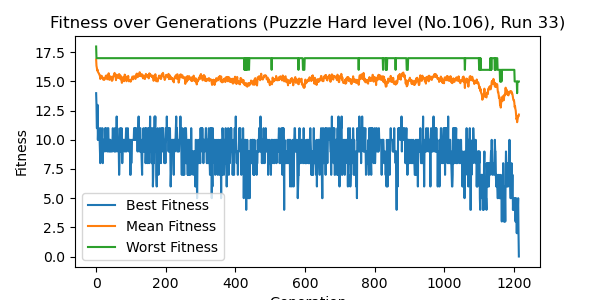 Fitness over Generations (Puzzle Hard level (No.106), Run 33)
Fitness
17.5
15.0
12.5
10.0
7.5
5.0
2.5
0.0
Best Fitness
Mean Fitness
Worst Fitness
0 200 400 600 800 1000 1200
Generation